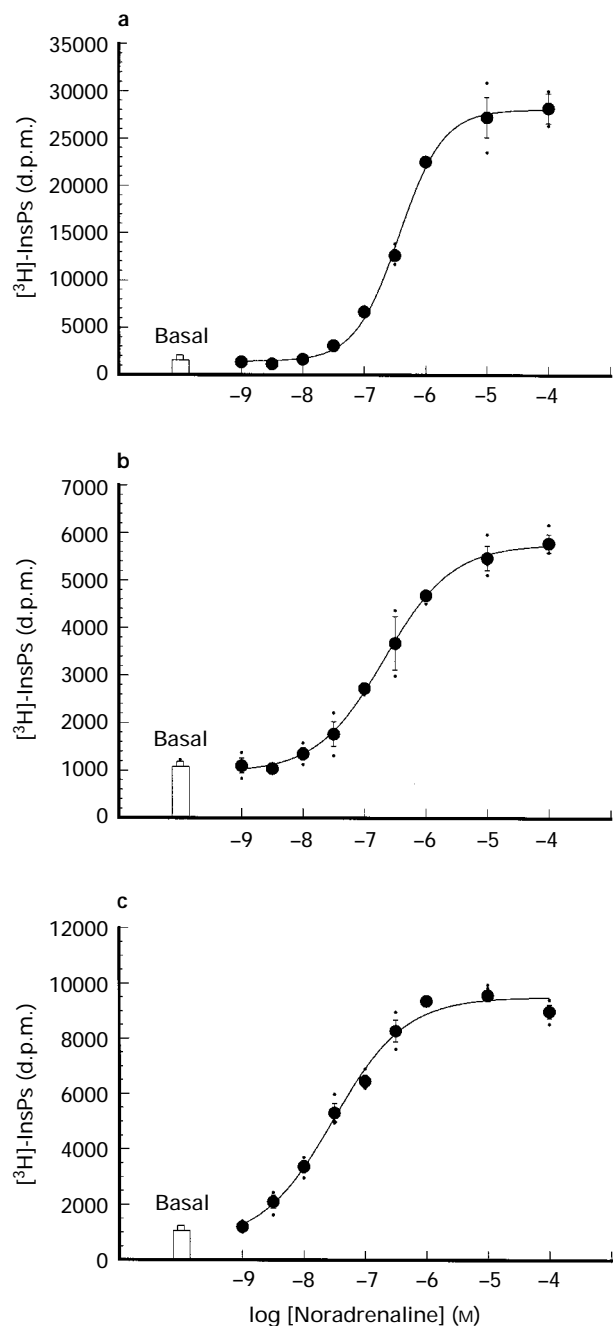 a
35000
30000
25000
20000
15000
10000
5000
0
[³H]-InsPs (d.p.m.)
Basal
–9 –8 –7 –6 –5 –4
b
7000
6000
5000
4000
3000
2000
1000
0
[³H]-InsPs (d.p.m.)
Basal
–9 –8 –7 –6 –5 –4
c
12000
10000
8000
6000
4000
2000
0
[³H]-InsPs (d.p.m.)
Basal
–9 –8 –7 –6 –5 –4
log [Noradrenaline] (M)